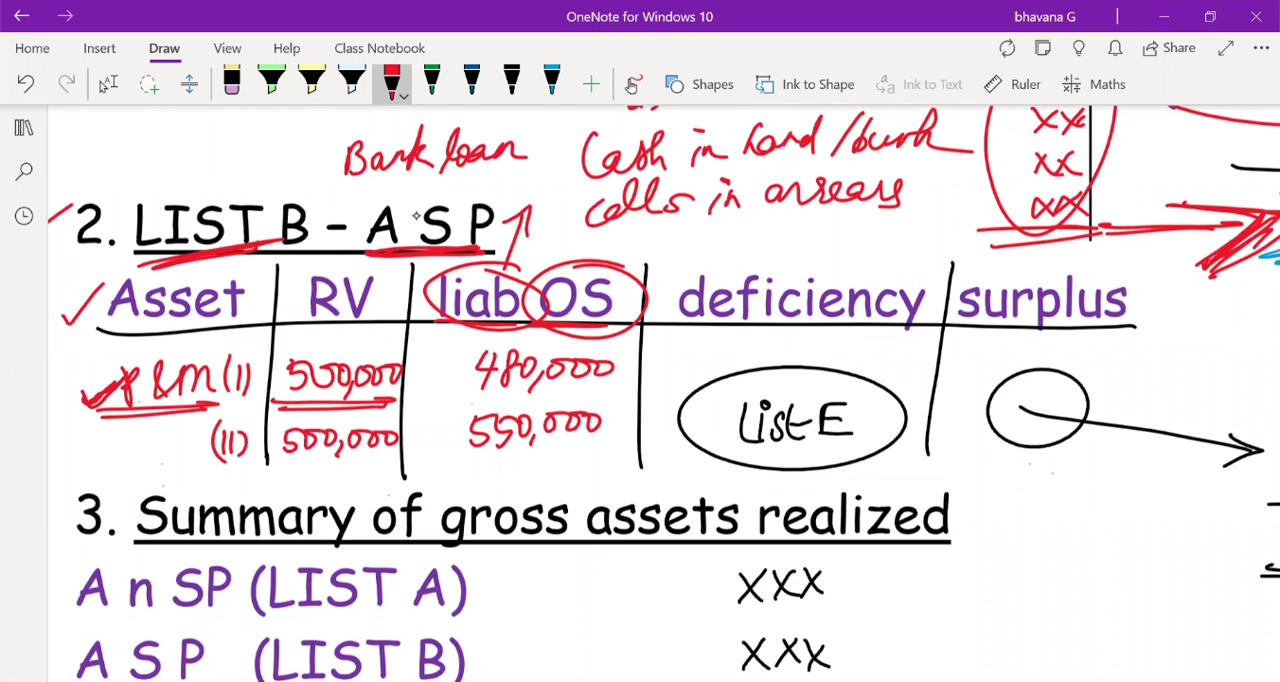 OneNote for Windows 10
bhavana G
Home Insert Draw View Help Class Notebook Share
Shapes Ink to Shape Ink to Text Ruler Maths
Bank loan Cash in hand /bank xx
xx
calls in arrears xx
2. LIST B – A S P
Asset RV liab OS deficiency surplus
P & M (I) 500,000 480,000
(II) 500,000 550,000 List E
3. Summary of gross assets realized
A n SP (LIST A) XXX
A S P (LIST B) XXX